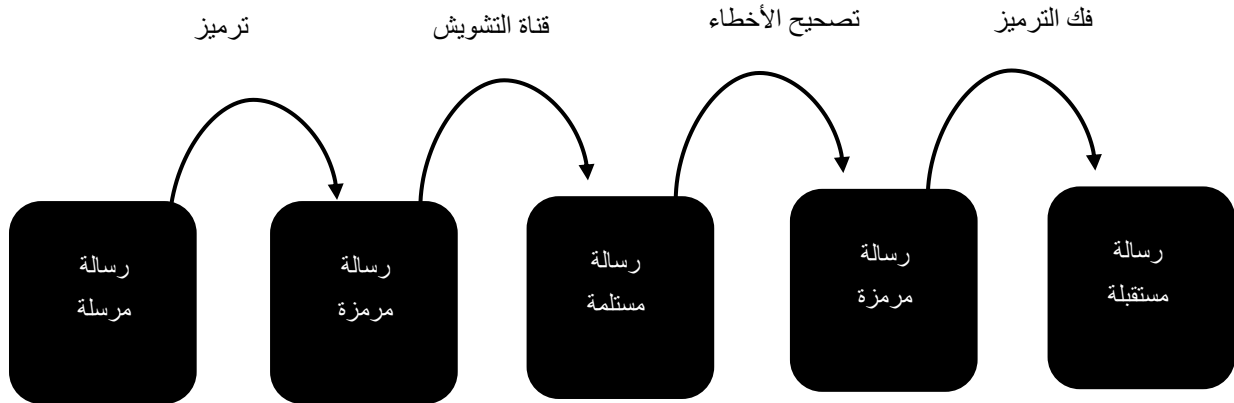 ترميز
قناة التشويش
تصحيح الأخطاء
فك الترميز
رسالة
مرسلة
رسالة
مرمزة
رسالة
مستلمة
رسالة
مرمزة
رسالة
مستقبلة